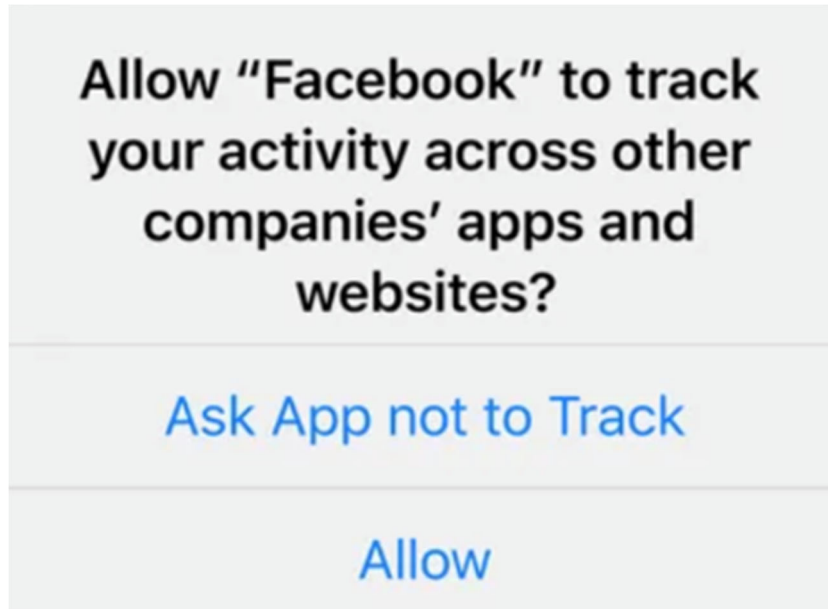 Allow “Facebook” to track
your activity across other
companies’ apps and
websites?
Ask App not to Track
Allow